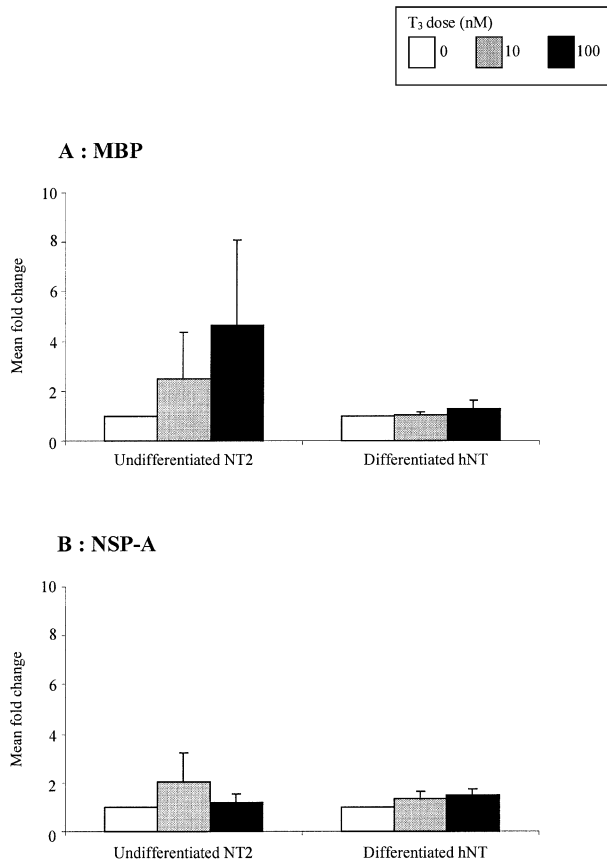 T₃ dose (nM)
0 10 100
A : MBP
10
8
6
4
2
0
Mean fold change
Undifferentiated NT2 Differentiated hNT
B : NSP-A
10
8
6
4
2
0
Mean fold change
Undifferentiated NT2 Differentiated hNT